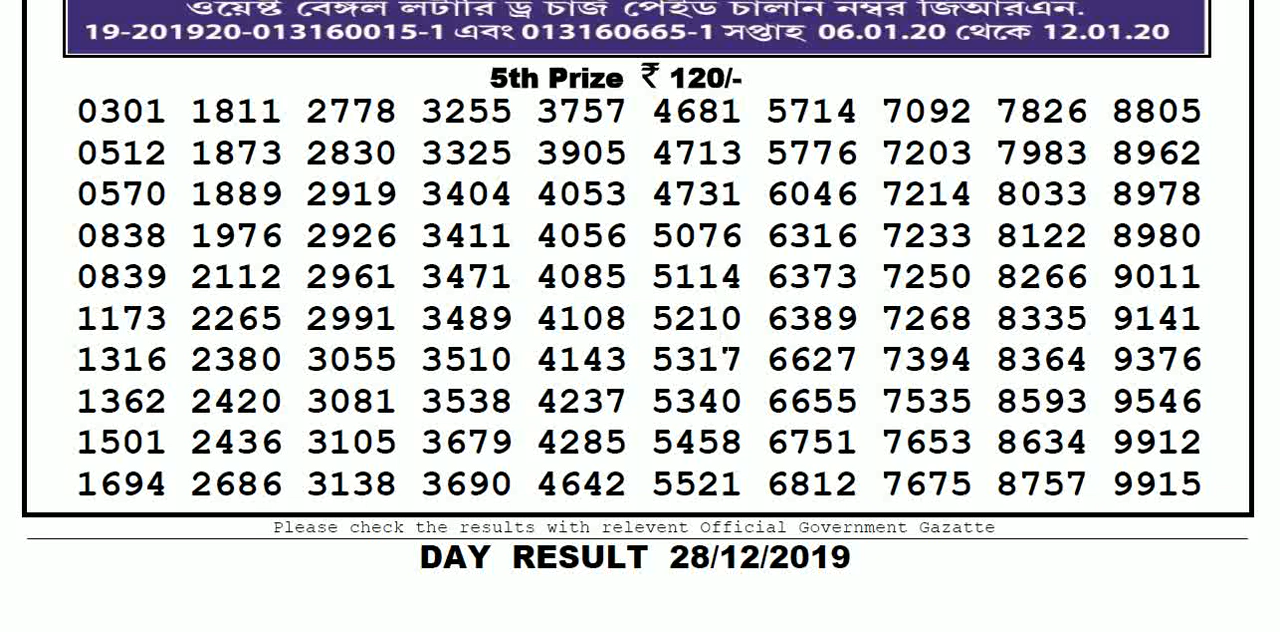 ওয়েস্ট বেঙ্গল লটারি ড্র চার্জ পেইড চালান নম্বর জিআরএন.
19-201920-013160015-1 এবং 013160665-1 সপ্তাহ 06.01.20 থেকে 12.01.20
5th Prize ₹ 120/-
0301 1811 2778 3255 3757 4681 5714 7092 7826 8805
0512 1873 2830 3325 3905 4713 5776 7203 7983 8962
0570 1889 2919 3404 4053 4731 6046 7214 8033 8978
0838 1976 2926 3411 4056 5076 6316 7233 8122 8980
0839 2112 2961 3471 4085 5114 6373 7250 8266 9011
1173 2265 2991 3489 4108 5210 6389 7268 8335 9141
1316 2380 3055 3510 4143 5317 6627 7394 8364 9376
1362 2420 3081 3538 4237 5340 6655 7535 8593 9546
1501 2436 3105 3679 4285 5458 6751 7653 8634 9912
1694 2686 3138 3690 4642 5521 6812 7675 8757 9915
Please check the results with relevent Official Government Gazatte
DAY RESULT 28/12/2019